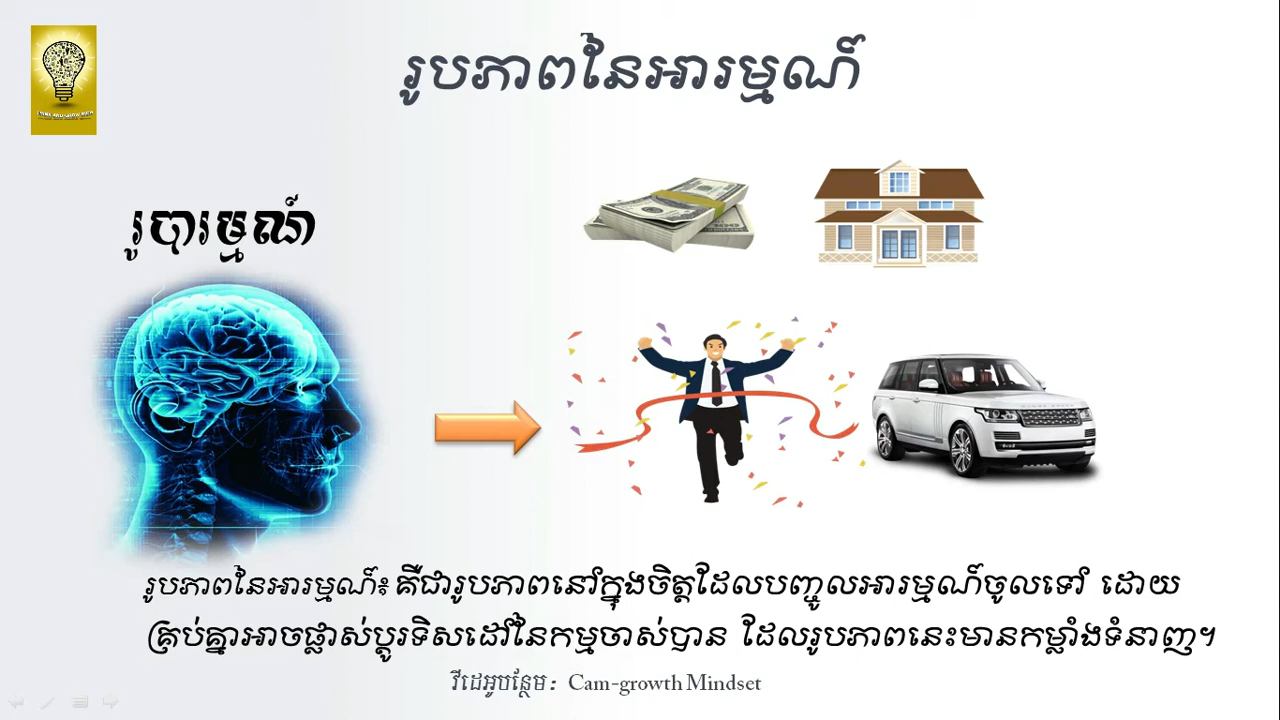 រូបភាពនៃអារម្មណ៍
រូបារម្មណ៍
រូបភាពនៃអារម្មណ៍៖ គឺជារូបភាពនៅក្នុងចិត្តដែលបញ្ចូលអារម្មណ៍ចូលទៅ ដោយ
គ្រប់គ្នាអាចផ្លាស់ប្តូរទិសដៅនៃកម្មចាស់បាន ដែលរូបភាពនេះមានកម្លាំងទំនាញ។
វីដេអូបន្ថែម៖ Cam-growth Mindset